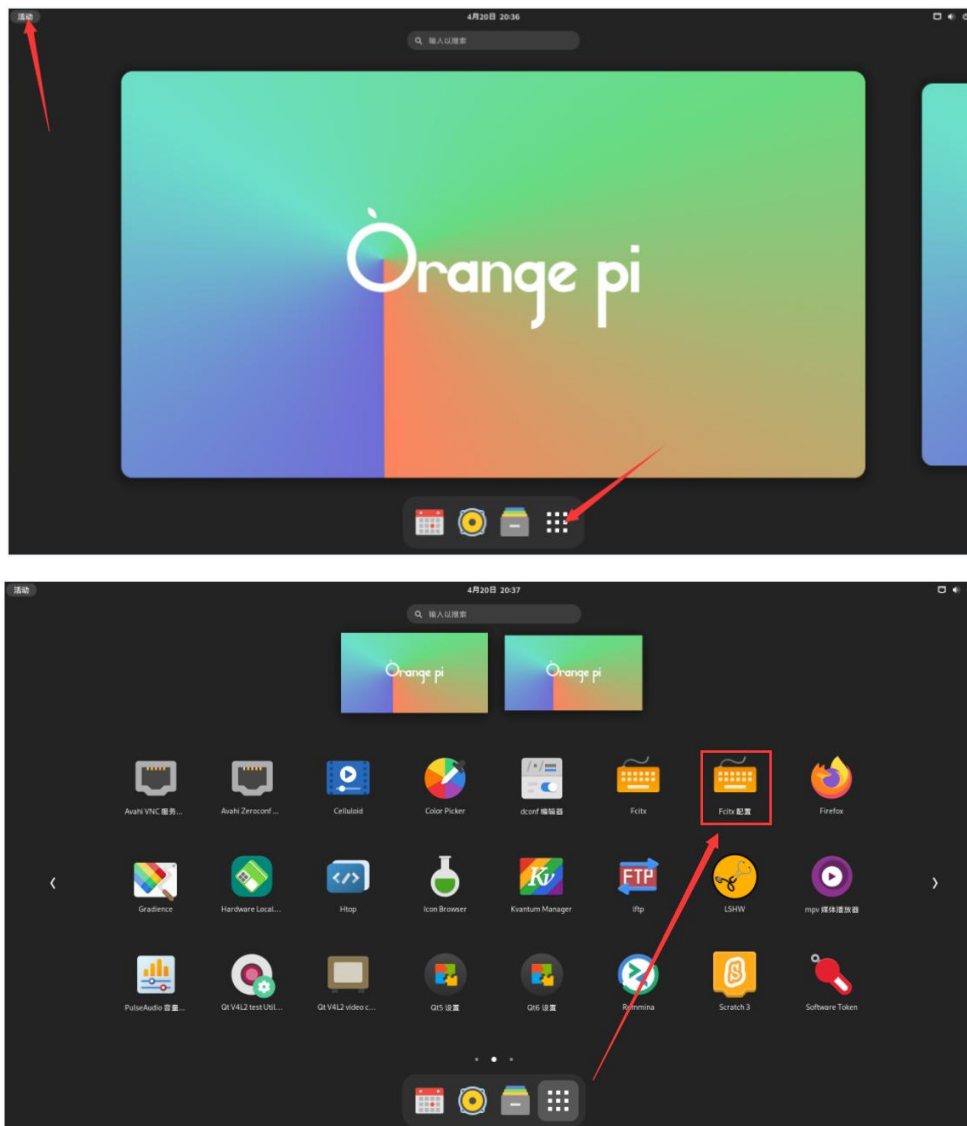 活动
4月20日 20:36
输入以搜索
Orange pi
活动
4月20日 20:37
输入以搜索
Orange pi
Orange pi
Avahi VNC 服务...
Avahi Zeroconf ...
Celluloid
Color Picker
dconf 编辑器
Fcitx
Fcitx 配置
Firefox
Gradience
Hardware Local...
Htop
Icon Browser
Kvantum Manager
lftp
LSHW
mpv 媒体播放器
Kv
FTP
PulseAudio 音量...
Qt V4L2 test Util...
Qt V4L2 video c...
Qt5 设置
Qt6 设置
Remmina
Scratch 3
Software Token